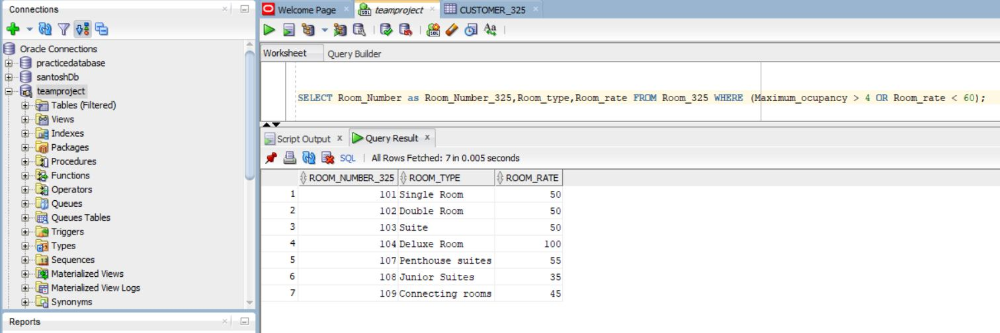 Connections
Oracle Connections
practicedatabase
santoshDb
teamproject
Tables (Filtered)
Views
Indexes
Packages
Procedures
Functions
Operators
Queues
Queues Tables
Triggers
Types
Sequences
Materialized Views
Materialized View Logs
Synonyms
Reports
Welcome Page teamproject CUSTOMER_325
Worksheet Query Builder
SELECT Room_Number as Room_Number_325,Room_type,Room_rate FROM Room_325 WHERE (Maximum_ocupancy > 4 OR Room_rate < 60);
Script Output x Query Result x
SQL | All Rows Fetched: 7 in 0.005 seconds
ROOM_NUMBER_325 ROOM_TYPE ROOM_RATE
1 101 Single Room 50
2 102 Double Room 50
3 103 Suite 50
4 104 Deluxe Room 100
5 107 Penthouse suites 55
6 108 Junior Suites 35
7 109 Connecting rooms 45